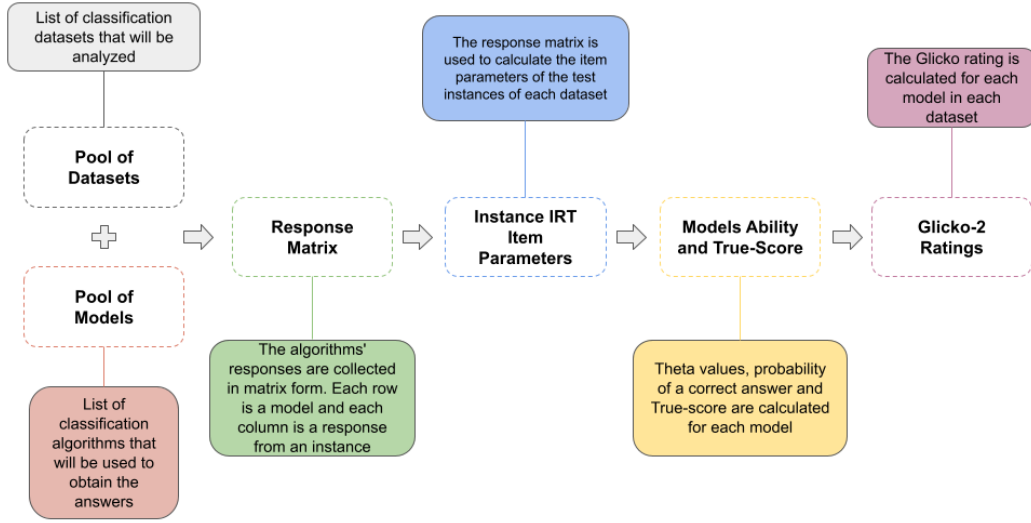 List of classification
datasets that will be
analyzed
The response matrix is
used to calculate the item
parameters of the test
instances of each dataset
The Glicko rating is
calculated for each
model in each
dataset
Pool of
Datasets
Response
Matrix
Instance IRT
Item
Parameters
Models Ability
and True-Score
Glicko-2
Ratings
Pool of
Models
The algorithms'
responses are collected
in matrix form. Each row
is a model and each
column is a response
from an instance
Theta values, probability
of a correct answer and
True-score are calculated
for each model
List of
classification
algorithms that
will be used to
obtain the
answers